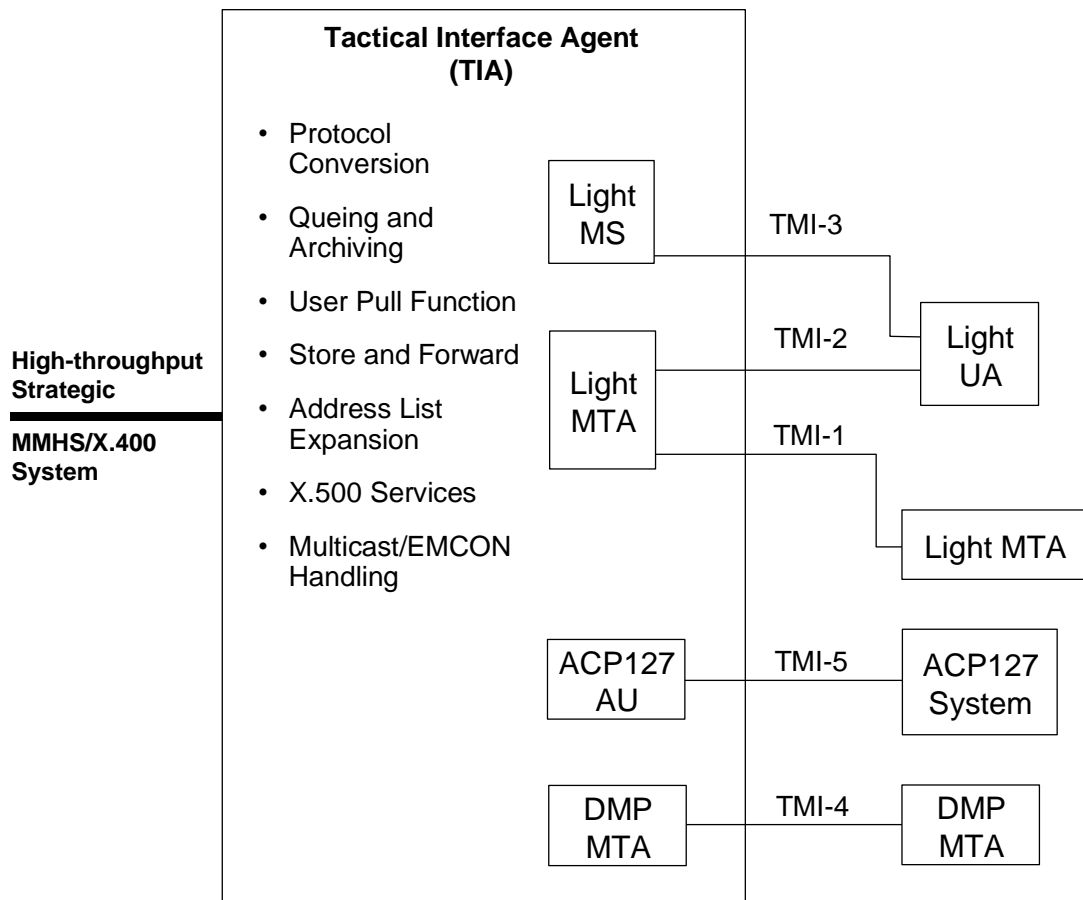 Tactical Interface Agent
(TIA)
• Protocol
Conversion
• Queing and
Archiving
• User Pull Function
• Store and Forward
• Address List
Expansion
• X.500 Services
• Multicast/EMCON
Handling
High-throughput
Strategic
MMHS/X.400
System
Light
MS
TMI-3
Light
MTA
TMI-2
Light
UA
TMI-1
Light MTA
ACP127
AU
TMI-5
ACP127
System
DMP
MTA
TMI-4
DMP
MTA